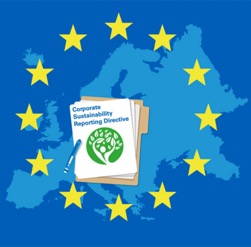 Corporate
Sustainability
Reporting Directive